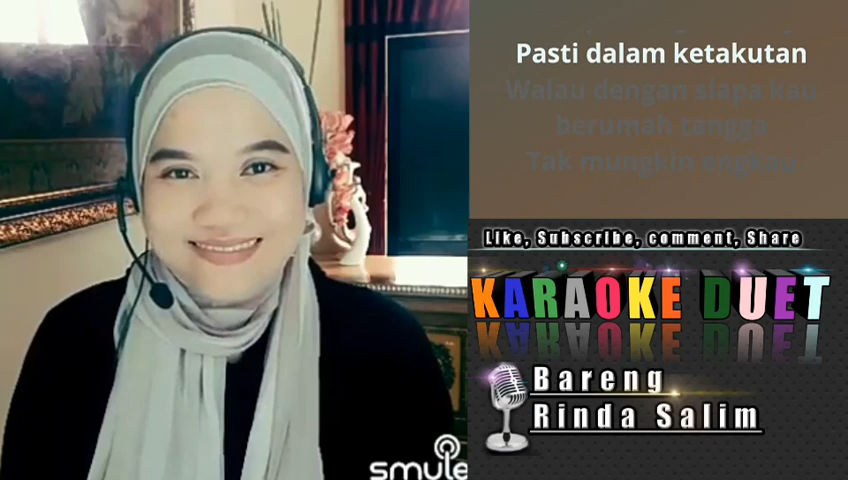 Pasti dalam ketakutan
Walau dengan siapa kau
berumah tangga
Tak mungkin engkau
Like, Subscribe, comment, Share
KARAOKE DUET
Bareng
Rinda Salim
smule